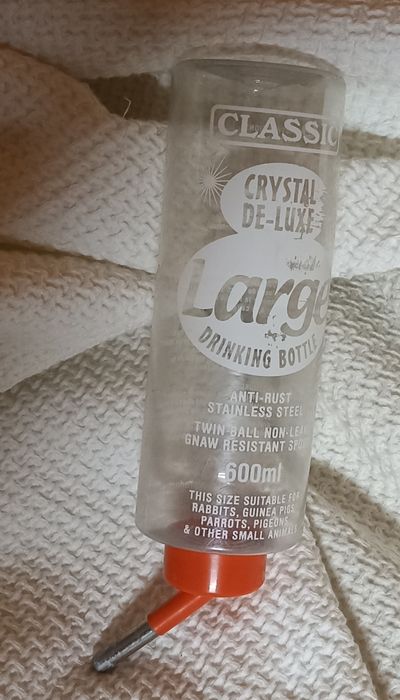 CLASSIC
CRYSTAL
DE-LUXE
Large
DRINKING BOTTLE
ANTI-RUST
STAINLESS STEEL
TWIN-BALL NON-LEAK
GNAW RESISTANT SPOUT
600ml
THIS SIZE SUITABLE FOR
RABBITS, GUINEA PIGS,
PARROTS, PIGEONS
& OTHER SMALL ANIMALS